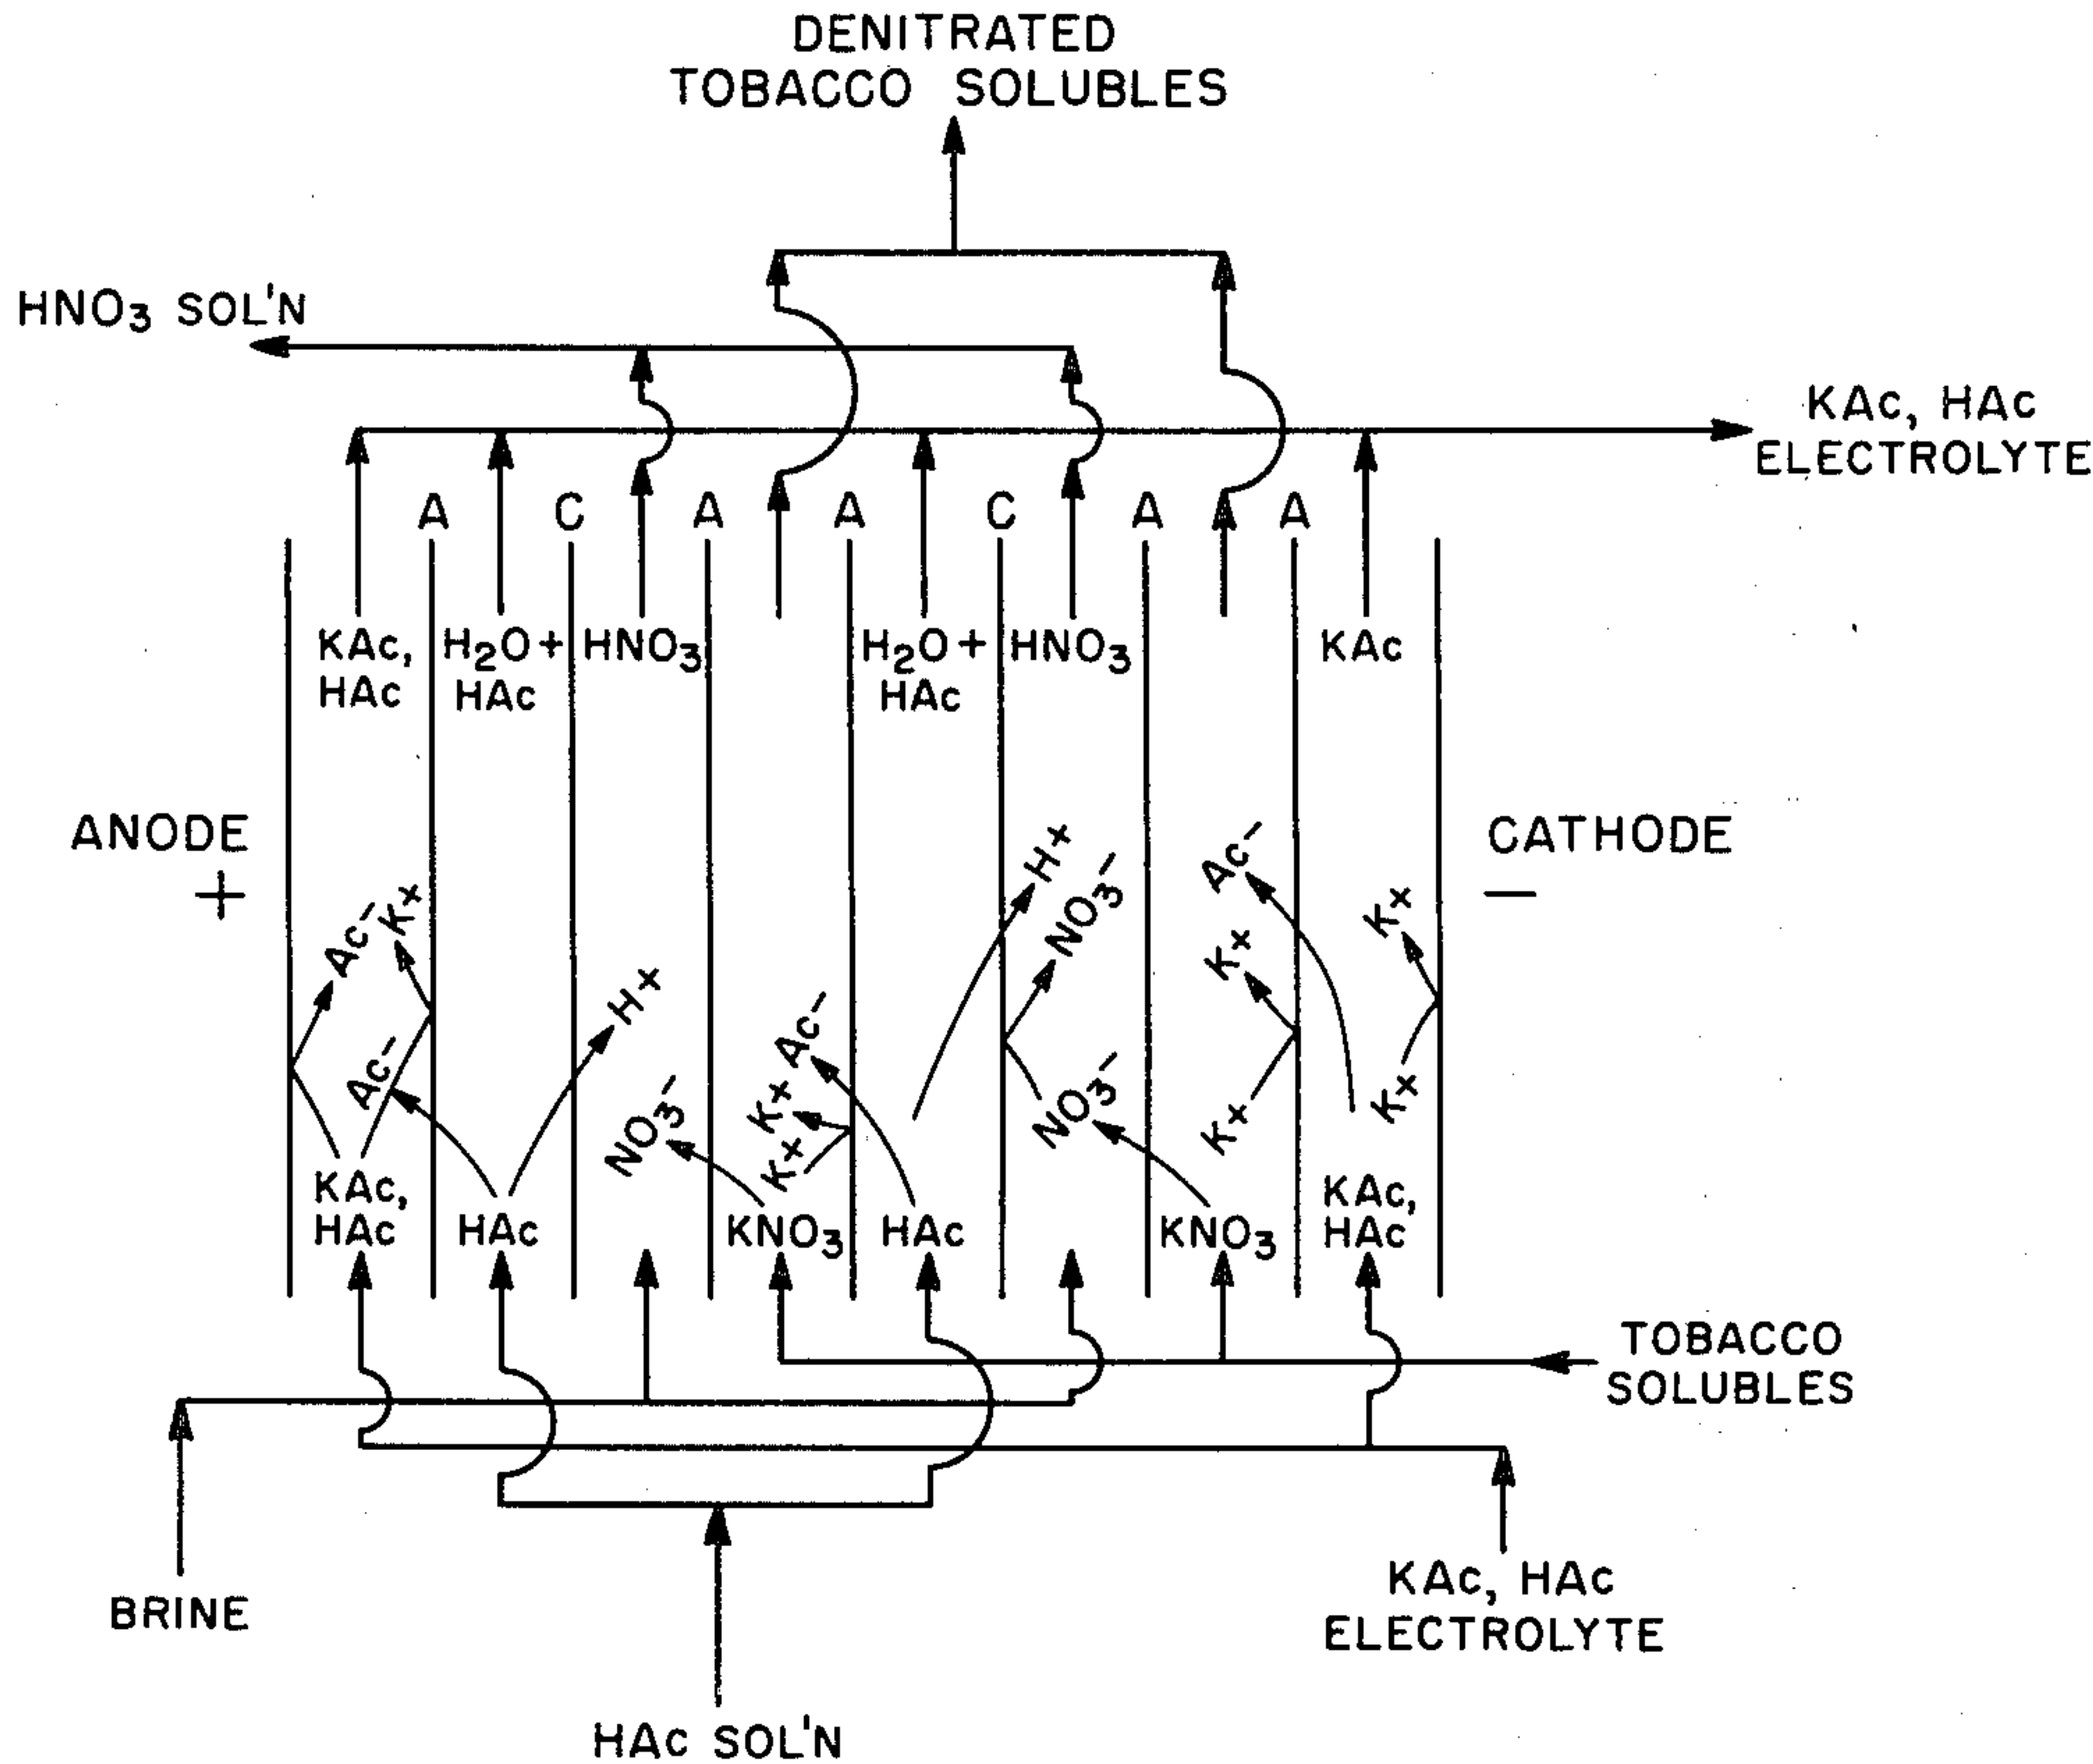 DENITRATED
TOBACCO SOLUBLES
HNO3 SOL'N
KAc, HAc
ELECTROLYTE
A C A A C A A
KAc, H2O+ HNO3 H2O+ HNO3 KAc
HAc HAc HAc
ANODE CATHODE
+ −
H+
NO3−
Ac−
K+
K+
Ac−
K+
K+
H+
Ac−
Ac−
NO3−
K+
K+
NO3−
K+
K+
KAc, KAc,
HAc HAc KNO3 HAc KNO3 HAc
TOBACCO
SOLUBLES
BRINE
KAc, HAc
ELECTROLYTE
HAc SOL'N